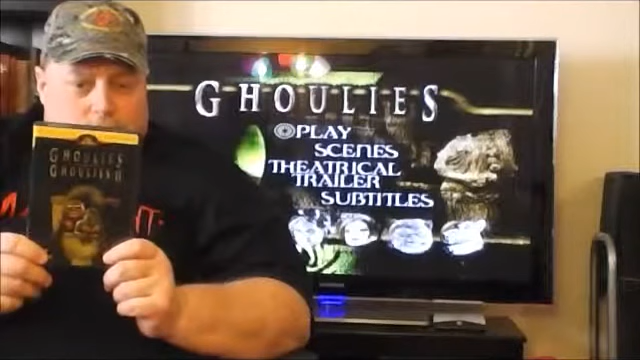 GHOULIES
PLAY
SCENES
THEATRICAL
TRAILER
SUBTITLES
GHOULIES
GHOULIES II